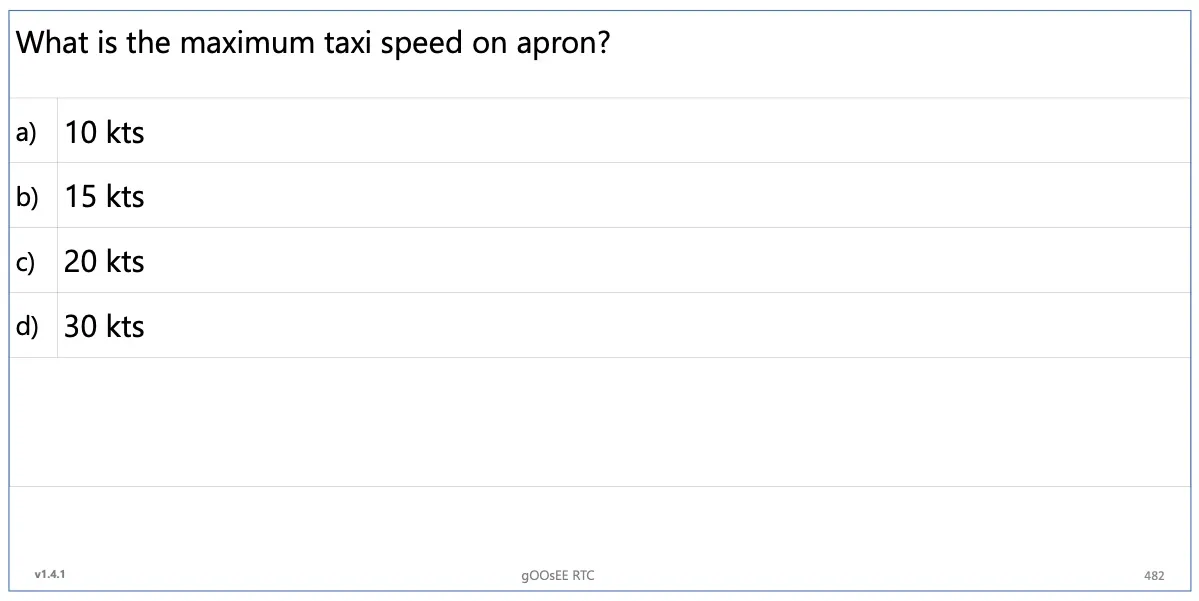 What is the maximum taxi speed on apron?
a) 10 kts
b) 15 kts
c) 20 kts
d) 30 kts
v1.4.1 gOOsEE RTC 482